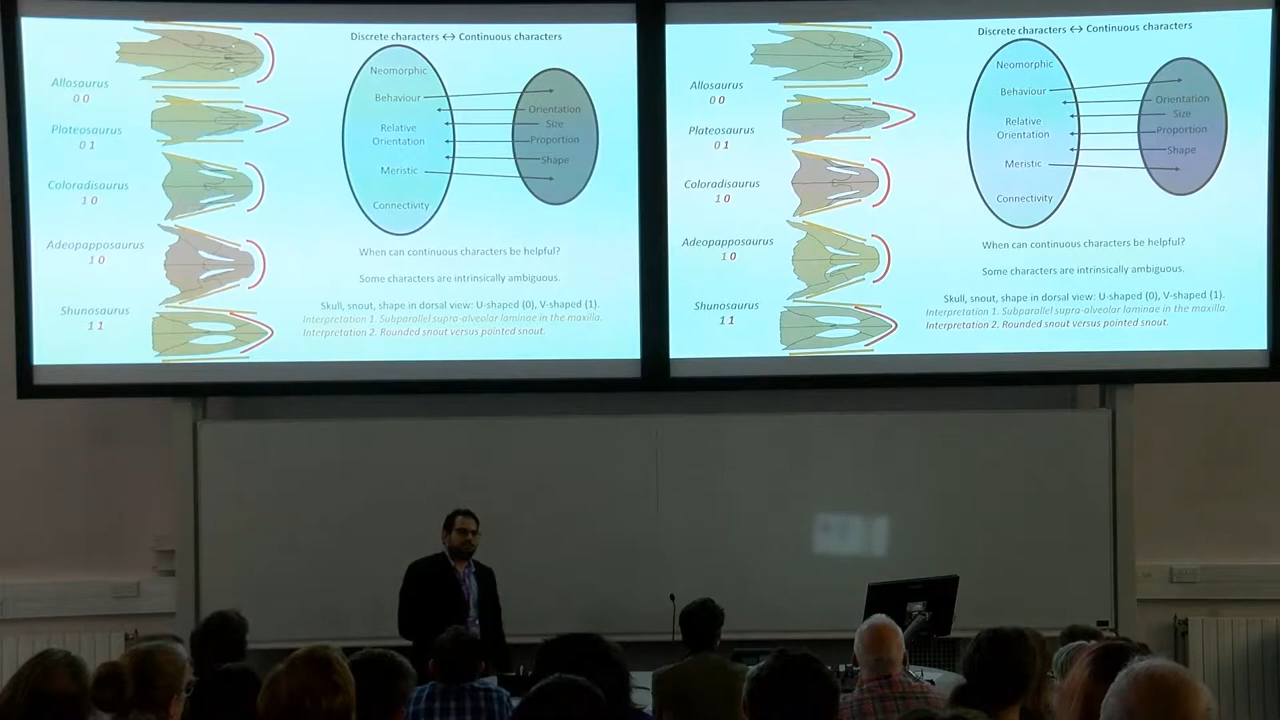 Discrete characters ↔ Continuous characters
Allosaurus
0 0
Plateosaurus
0 1
Coloradisaurus
1 0
Adeopapposaurus
1 0
Shunosaurus
1 1
Neomorphic
Behaviour
Relative
Orientation
Meristic
Connectivity
Orientation
Size
Proportion
Shape
When can continuous characters be helpful?
Some characters are intrinsically ambiguous.
Skull, snout, shape in dorsal view: U-shaped (0), V-shaped (1).
Interpretation 1. Subparallel supra-alveolar laminae in the maxilla.
Interpretation 2. Rounded snout versus pointed snout.
Discrete characters ↔ Continuous characters
Allosaurus
0 0
Plateosaurus
0 1
Coloradisaurus
1 0
Adeopapposaurus
1 0
Shunosaurus
1 1
Neomorphic
Behaviour
Relative
Orientation
Meristic
Connectivity
Orientation
Size
Proportion
Shape
When can continuous characters be helpful?
Some characters are intrinsically ambiguous.
Skull, snout, shape in dorsal view: U-shaped (0), V-shaped (1).
Interpretation 1. Subparallel supra-alveolar laminae in the maxilla.
Interpretation 2. Rounded snout versus pointed snout.